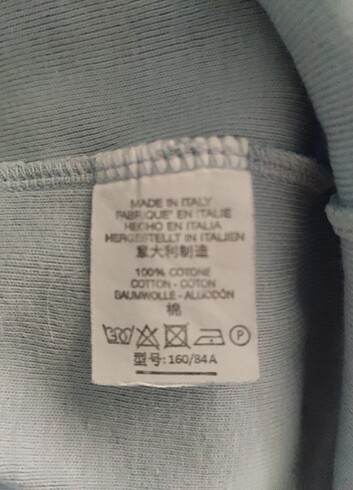 MADE IN ITALY
FABRIQUE' EN ITALIE
HECHO EN ITALIA
HERGESTELLT IN ITALIEN
意大利制造
100% COTONE
COTTON - COTON
BAUMWOLLE - ALGODÓN
棉
P
型号: 160/84A